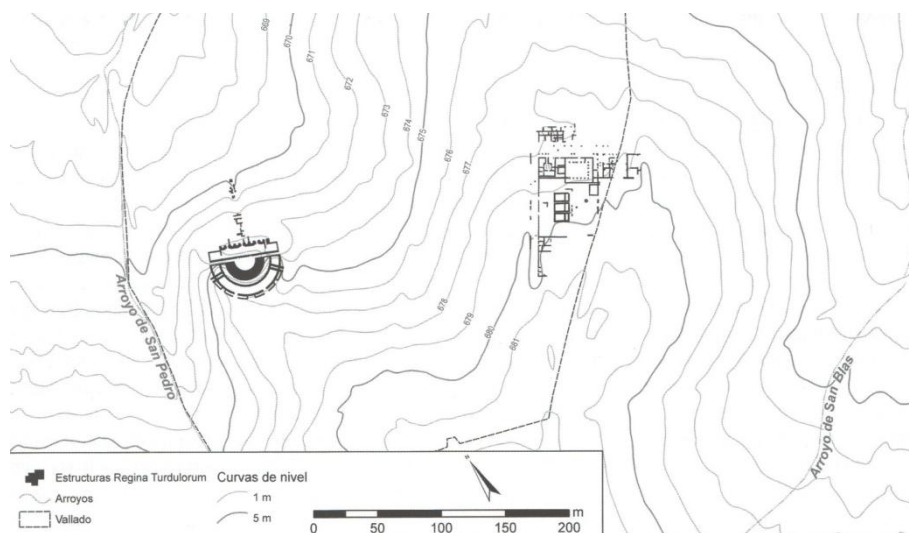 669
670
671
672
673
674
675
676
677
678
679
680
681
Arroyo de San Pedro
Arroyo de San Blas
Estructuras Regina Turdulorum
Arroyos
Vallado
Curvas de nivel
1 m
5 m
m
0 50 100 150 200